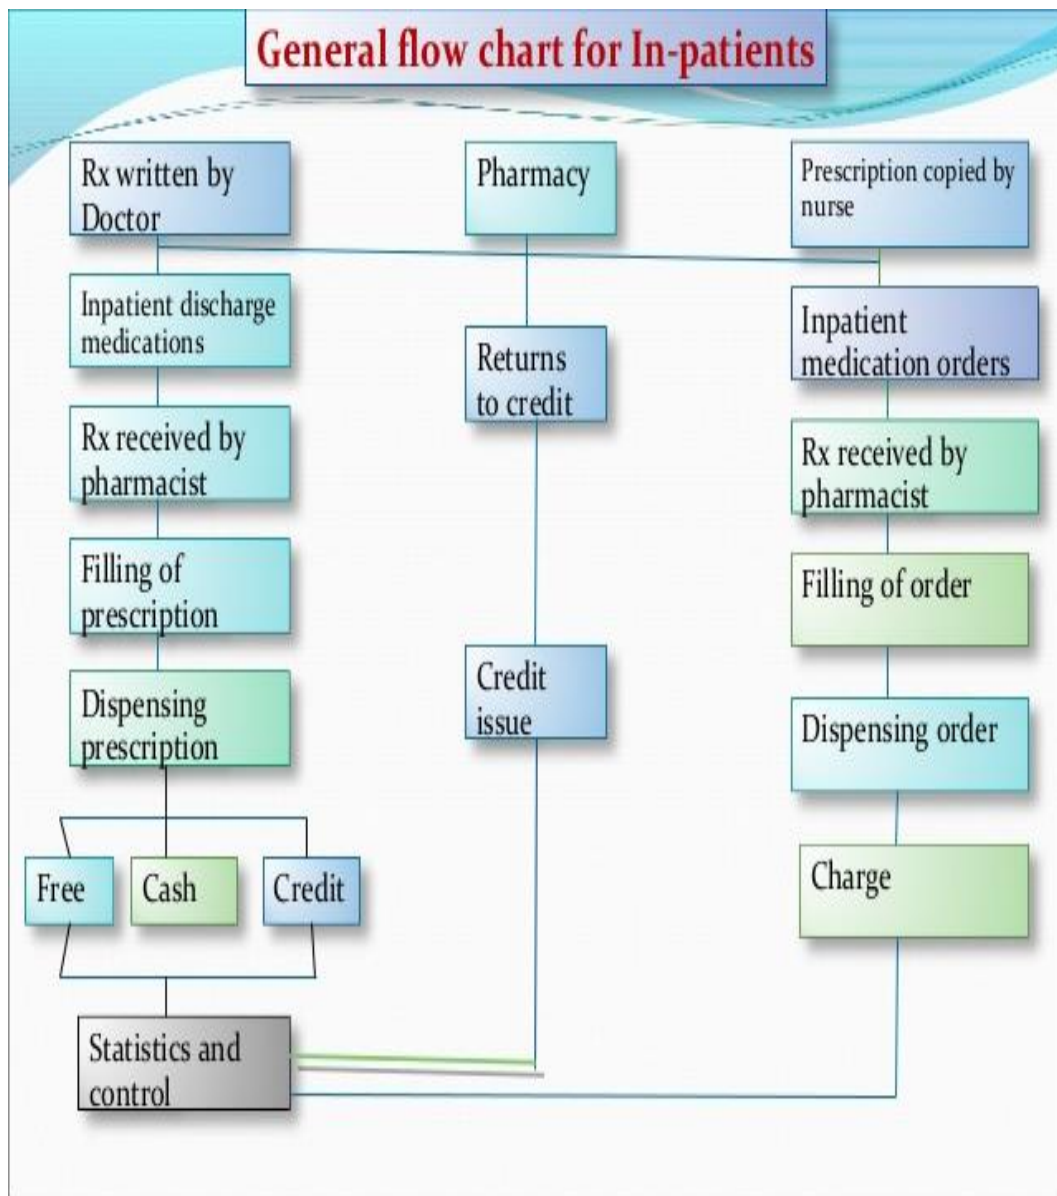 General flow chart for In-patients
Rx written by
Doctor
Pharmacy
Prescription copied by
nurse
Inpatient discharge
medications
Returns
to credit
Inpatient
medication orders
Rx received by
pharmacist
Rx received by
pharmacist
Filling of
prescription
Filling of order
Dispensing
prescription
Credit
issue
Dispensing order
Free
Cash
Credit
Charge
Statistics and
control